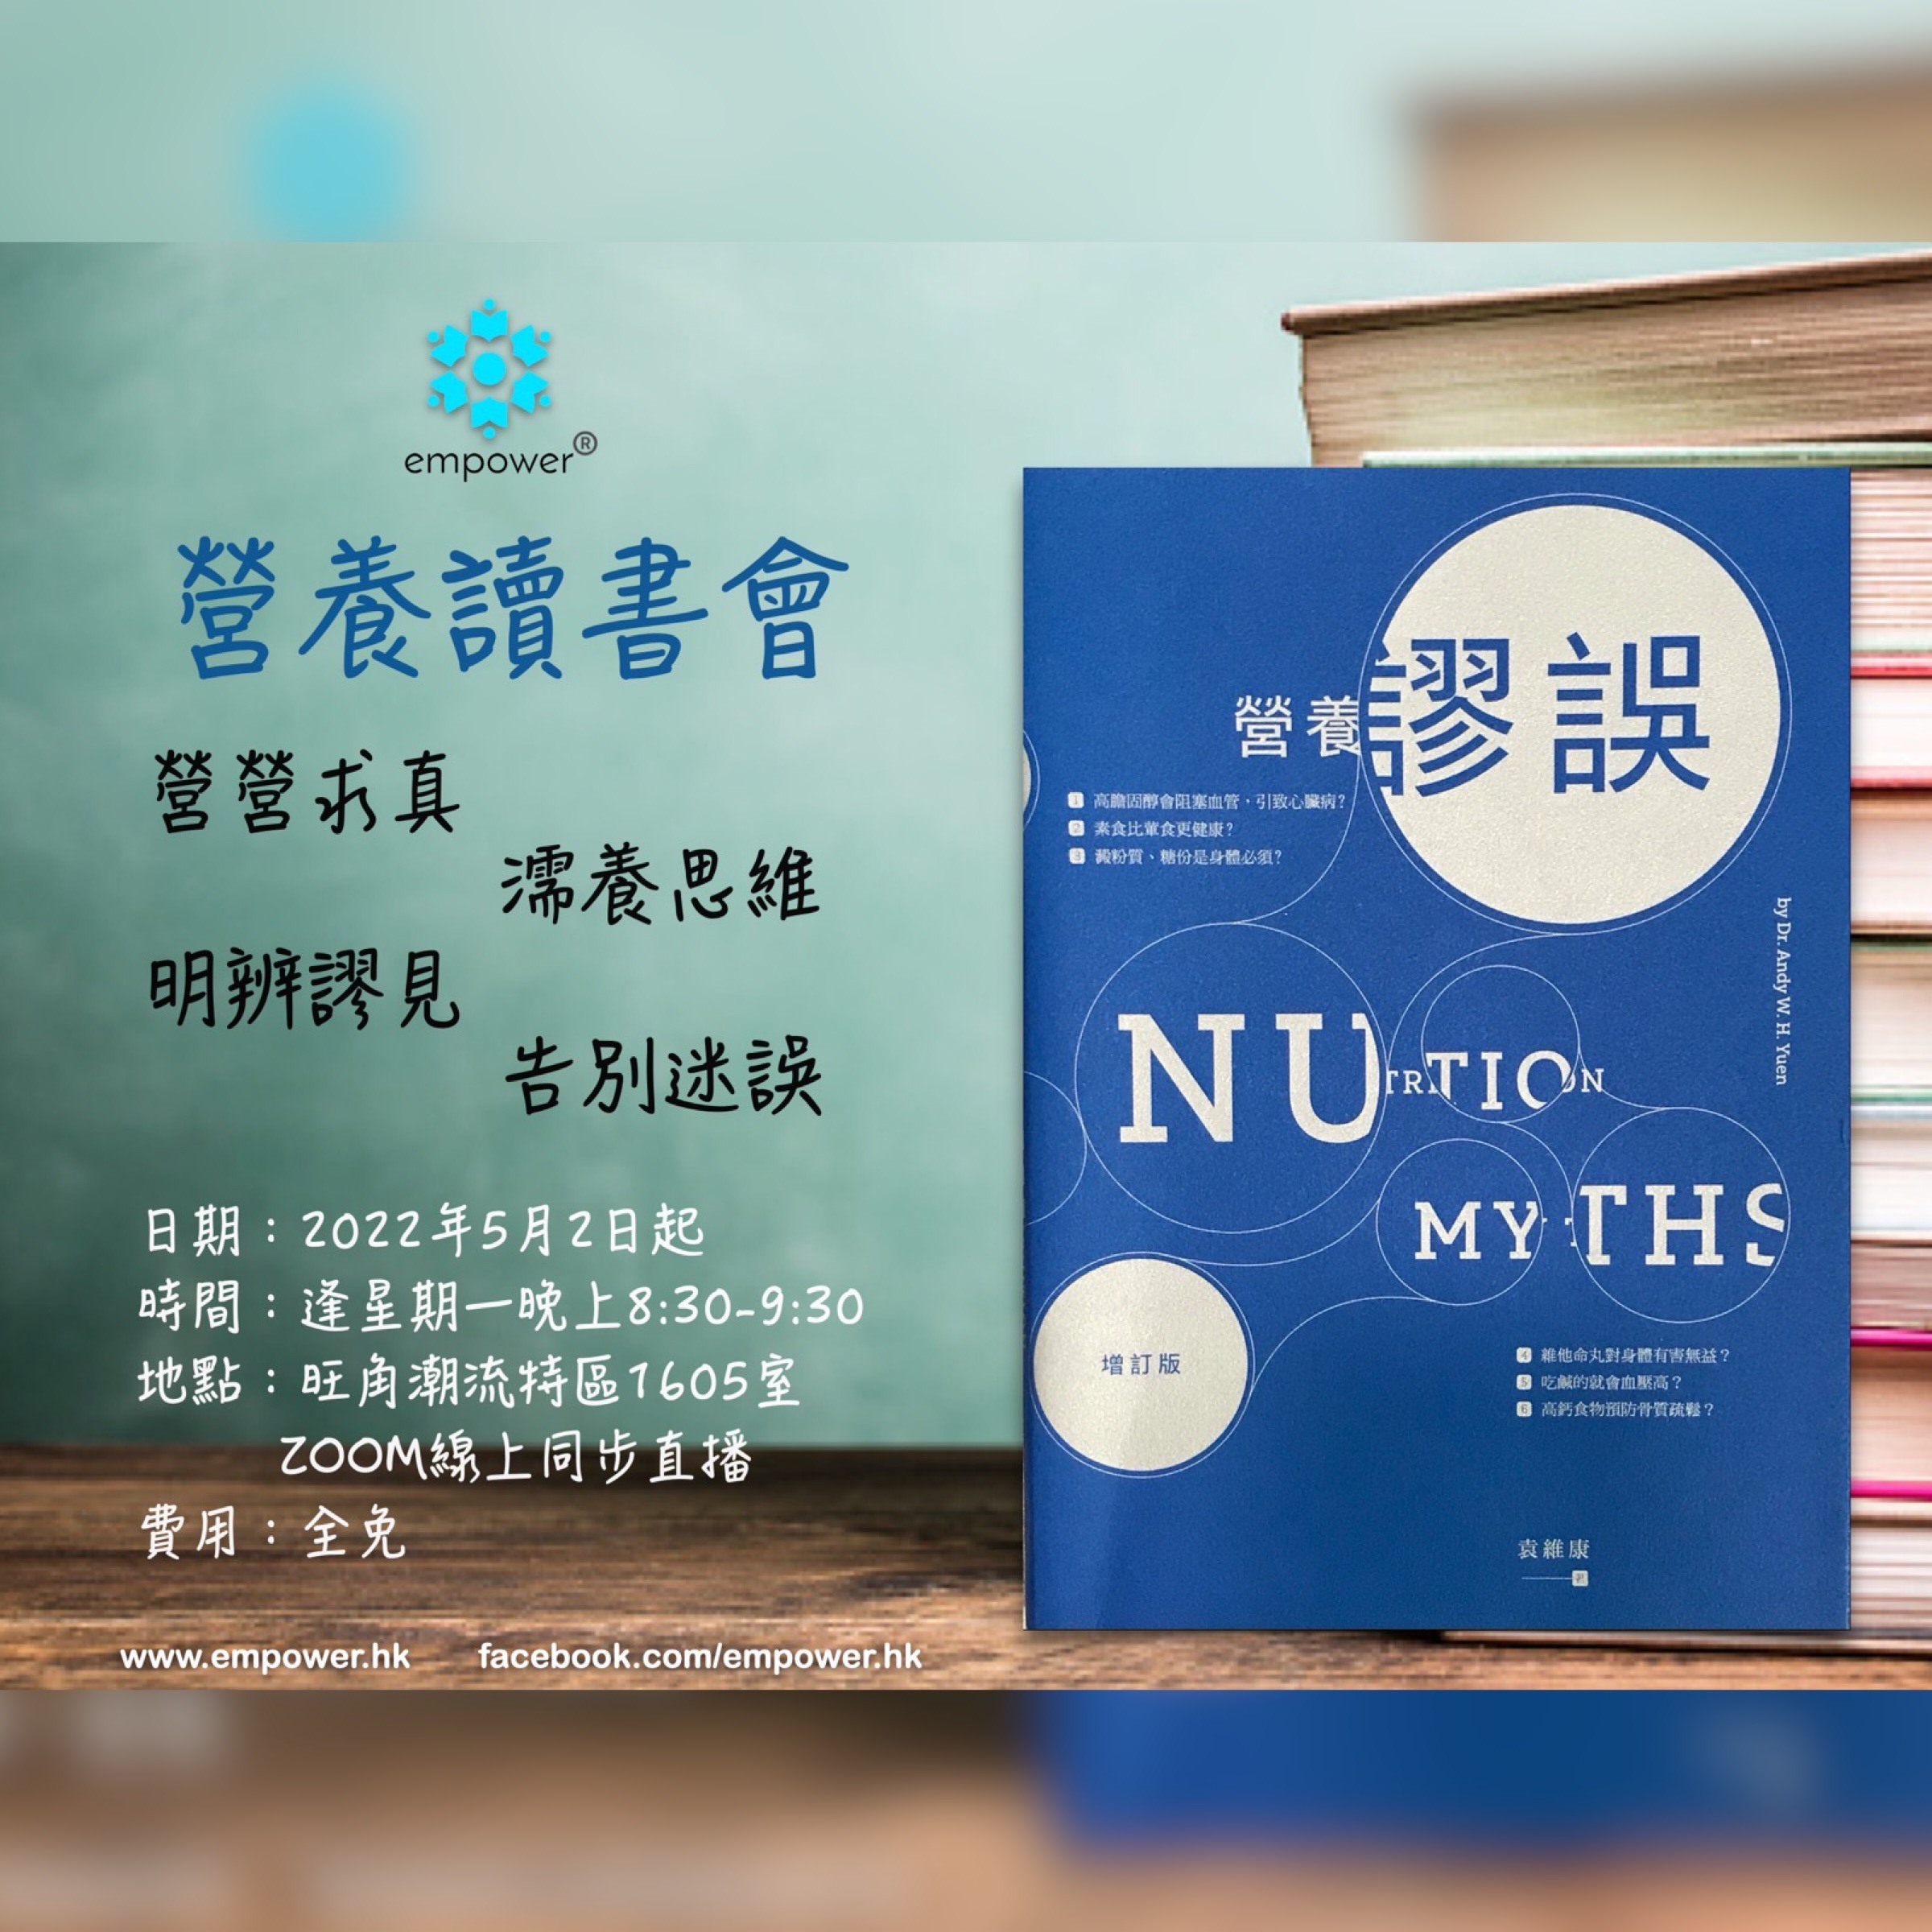 empower®
營養讀書會
營營求真
濡養思維
明辨謬見
告別迷誤
日期：2022年5月2日起
時間：逢星期一晚上8:30-9:30
地點：旺角潮流特區1605室
ZOOM線上同步直播
費用：全免
www.empower.hk facebook.com/empower.hk
營養謬誤
1 高膽固醇會阻塞血管，引致心臟病？
2 素食比葷食更健康？
3 澱粉質、糖份是身體必須？
by Dr. Andy W. H. Yuen
NUTRITION
MYTHS
增訂版
4 維他命丸對身體有害無益？
5 吃鹹的就會血壓高？
6 高鈣食物預防骨質疏鬆？
袁維康
著